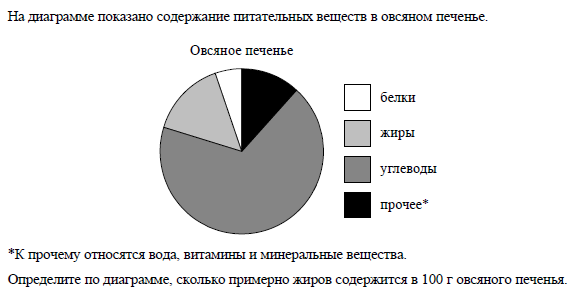 На диаграмме показано содержание питательных веществ в овсяном печенье.
Овсяное печенье
белки
жиры
углеводы
прочее*
*К прочему относятся вода, витамины и минеральные вещества.
Определите по диаграмме, сколько примерно жиров содержится в 100 г овсяного печенья.